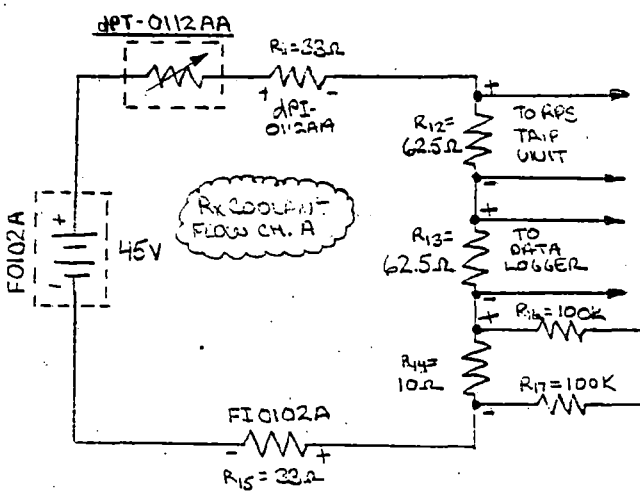 dPT-0112AA
R₁=33Ω
+ -
dPI-
0112AA
+
R₁₂=
62.5Ω
TO RPS
TRIP
UNIT
-
RX COOLANT
FLOW CH. A
F0102A
+
-
45V
+
R₁₃=
62.5Ω
TO
DATA
LOGGER
-
+
R₁₆=100K
R₁₄=
10Ω
R₁₇=100K
-
FI0102A
- +
R₁₅=33Ω